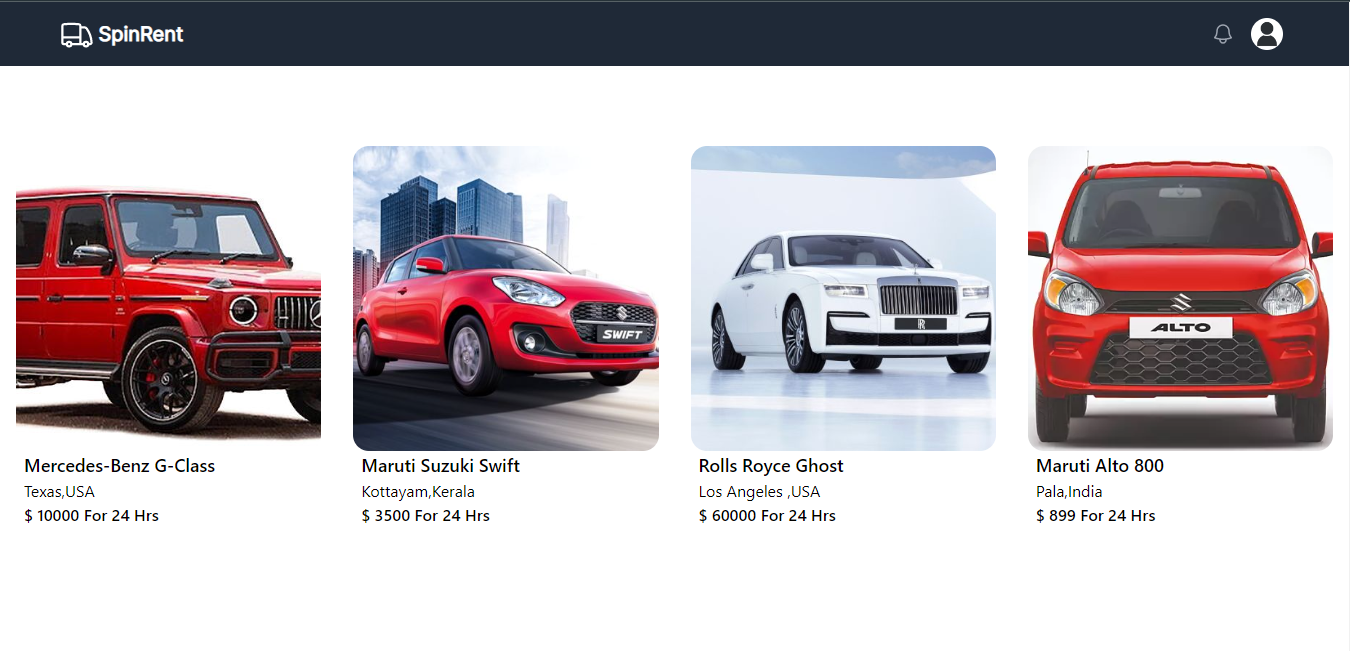 SpinRent
SWIFT
ALTO
Mercedes-Benz G-Class
Texas,USA
$ 10000 For 24 Hrs
Maruti Suzuki Swift
Kottayam,Kerala
$ 3500 For 24 Hrs
Rolls Royce Ghost
Los Angeles ,USA
$ 60000 For 24 Hrs
Maruti Alto 800
Pala,India
$ 899 For 24 Hrs